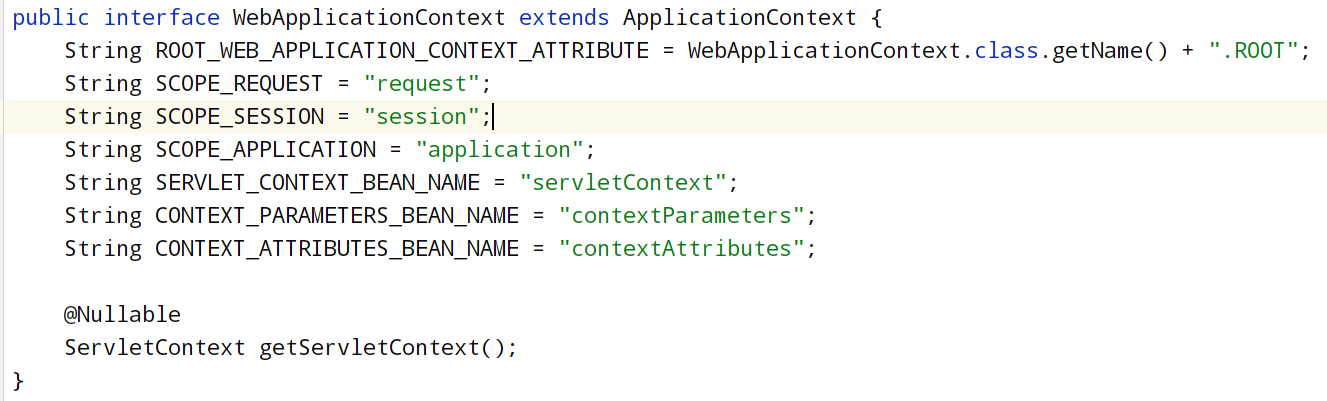 public interface WebApplicationContext extends ApplicationContext {
    String ROOT_WEB_APPLICATION_CONTEXT_ATTRIBUTE = WebApplicationContext.class.getName() + ".ROOT";
    String SCOPE_REQUEST = "request";
    String SCOPE_SESSION = "session";
    String SCOPE_APPLICATION = "application";
    String SERVLET_CONTEXT_BEAN_NAME = "servletContext";
    String CONTEXT_PARAMETERS_BEAN_NAME = "contextParameters";
    String CONTEXT_ATTRIBUTES_BEAN_NAME = "contextAttributes";

    @Nullable
    ServletContext getServletContext();
}